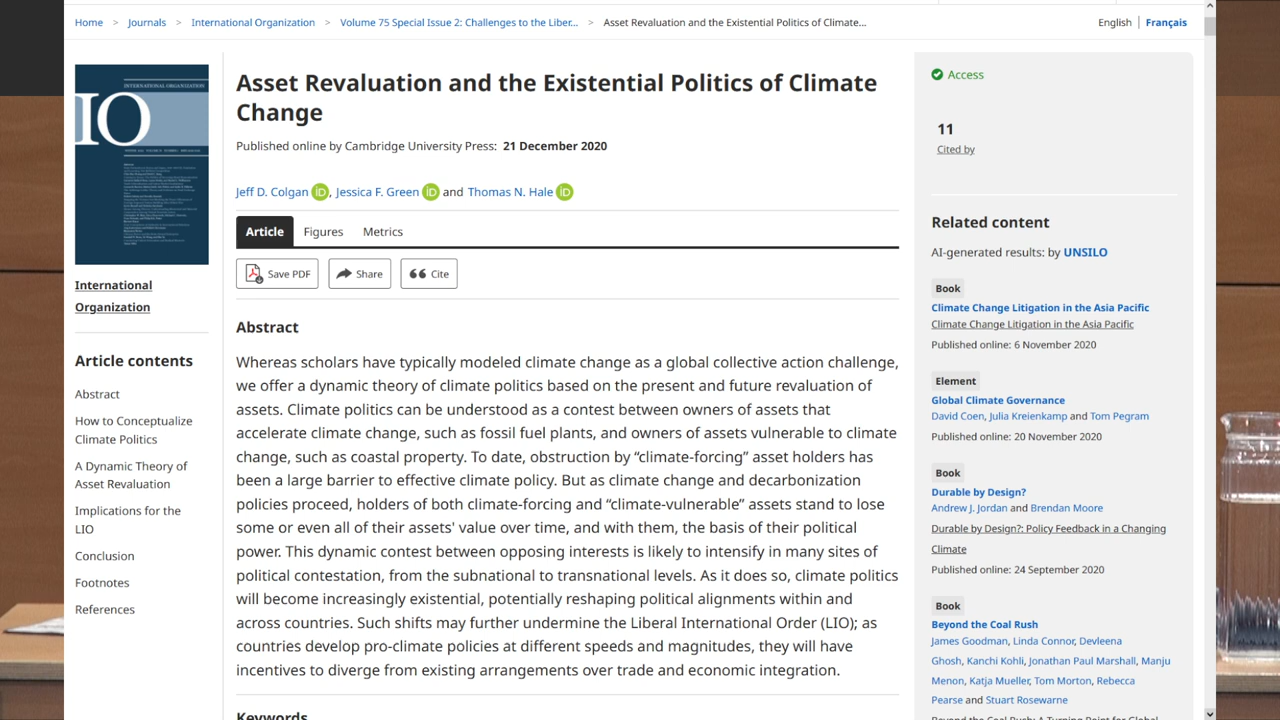 Home > Journals > International Organization > Volume 75 Special Issue 2: Challenges to the Liber... > Asset Revaluation and the Existential Politics of Climate...
English | Français
INTERNATIONAL ORGANIZATION
IO
International
Organization
Article contents
Abstract
How to Conceptualize
Climate Politics
A Dynamic Theory of
Asset Revaluation
Implications for the
LIO
Conclusion
Footnotes
References
Asset Revaluation and the Existential Politics of Climate
Change
Published online by Cambridge University Press: 21 December 2020
Jeff D. Colgan iD, Jessica F. Green iD and Thomas N. Hale iD
Article Figures Metrics
Save PDF Share Cite
Abstract
Whereas scholars have typically modeled climate change as a global collective action challenge,
we offer a dynamic theory of climate politics based on the present and future revaluation of
assets. Climate politics can be understood as a contest between owners of assets that
accelerate climate change, such as fossil fuel plants, and owners of assets vulnerable to climate
change, such as coastal property. To date, obstruction by “climate-forcing” asset holders has
been a large barrier to effective climate policy. But as climate change and decarbonization
policies proceed, holders of both climate-forcing and “climate-vulnerable” assets stand to lose
some or even all of their assets' value over time, and with them, the basis of their political
power. This dynamic contest between opposing interests is likely to intensify in many sites of
political contestation, from the subnational to transnational levels. As it does so, climate politics
will become increasingly existential, potentially reshaping political alignments within and
across countries. Such shifts may further undermine the Liberal International Order (LIO); as
countries develop pro-climate policies at different speeds and magnitudes, they will have
incentives to diverge from existing arrangements over trade and economic integration.
Keywords
Access
11
Cited by
Related content
AI-generated results: by UNSILO
Book
Climate Change Litigation in the Asia Pacific
Climate Change Litigation in the Asia Pacific
Published online: 6 November 2020
Element
Global Climate Governance
David Coen, Julia Kreienkamp and Tom Pegram
Published online: 20 November 2020
Book
Durable by Design?
Andrew J. Jordan and Brendan Moore
Durable by Design?: Policy Feedback in a Changing
Climate
Published online: 24 September 2020
Book
Beyond the Coal Rush
James Goodman, Linda Connor, Devleena
Ghosh, Kanchi Kohli, Jonathan Paul Marshall, Manju
Menon, Katja Mueller, Tom Morton, Rebecca
Pearse and Stuart Rosewarne
Beyond the Coal Rush: A Turning Point for Global